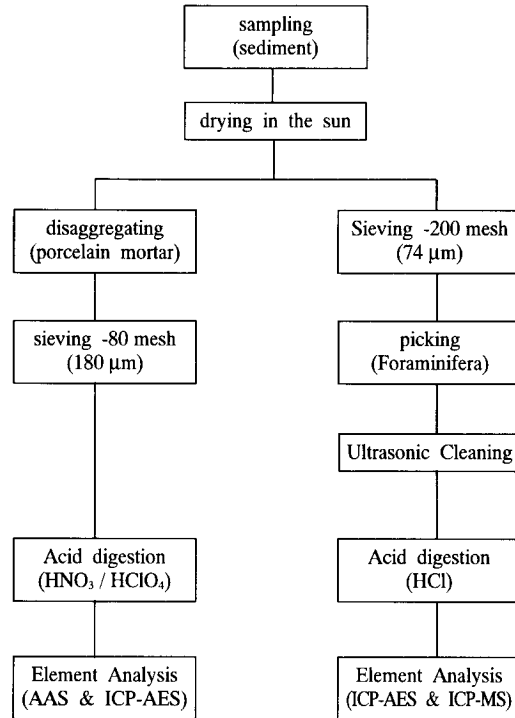 sampling
(sediment)
drying in the sun
disaggregating
(porcelain mortar)
sieving -80 mesh
(180 μm)
Acid digestion
(HNO₃ / HClO₄)
Element Analysis
(AAS & ICP-AES)
Sieving -200 mesh
(74 μm)
picking
(Foraminifera)
Ultrasonic Cleaning
Acid digestion
(HCl)
Element Analysis
(ICP-AES & ICP-MS)